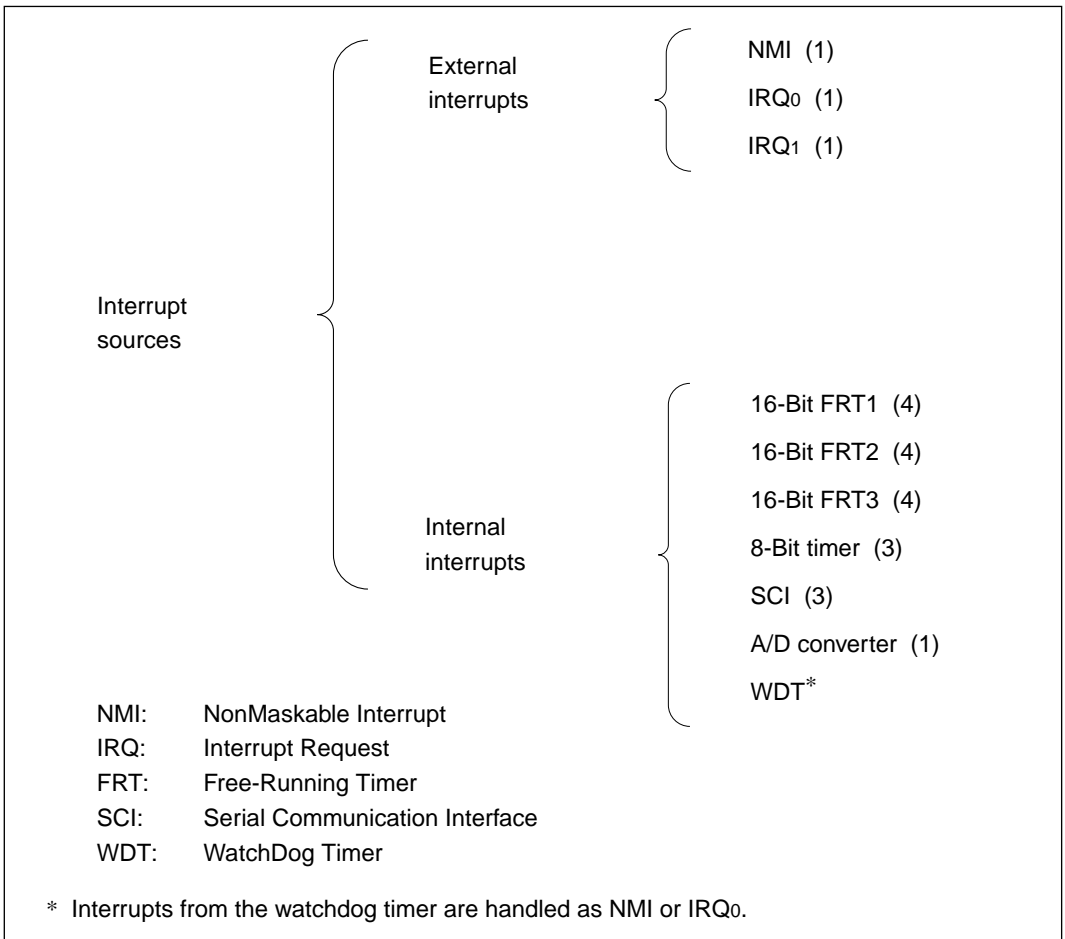 External
interrupts
NMI (1)
IRQ0 (1)
IRQ1 (1)
Interrupt
sources
Internal
interrupts
16-Bit FRT1 (4)
16-Bit FRT2 (4)
16-Bit FRT3 (4)
8-Bit timer (3)
SCI (3)
A/D converter (1)
WDT*
NMI: NonMaskable Interrupt
IRQ: Interrupt Request
FRT: Free-Running Timer
SCI: Serial Communication Interface
WDT: WatchDog Timer
* Interrupts from the watchdog timer are handled as NMI or IRQ0.